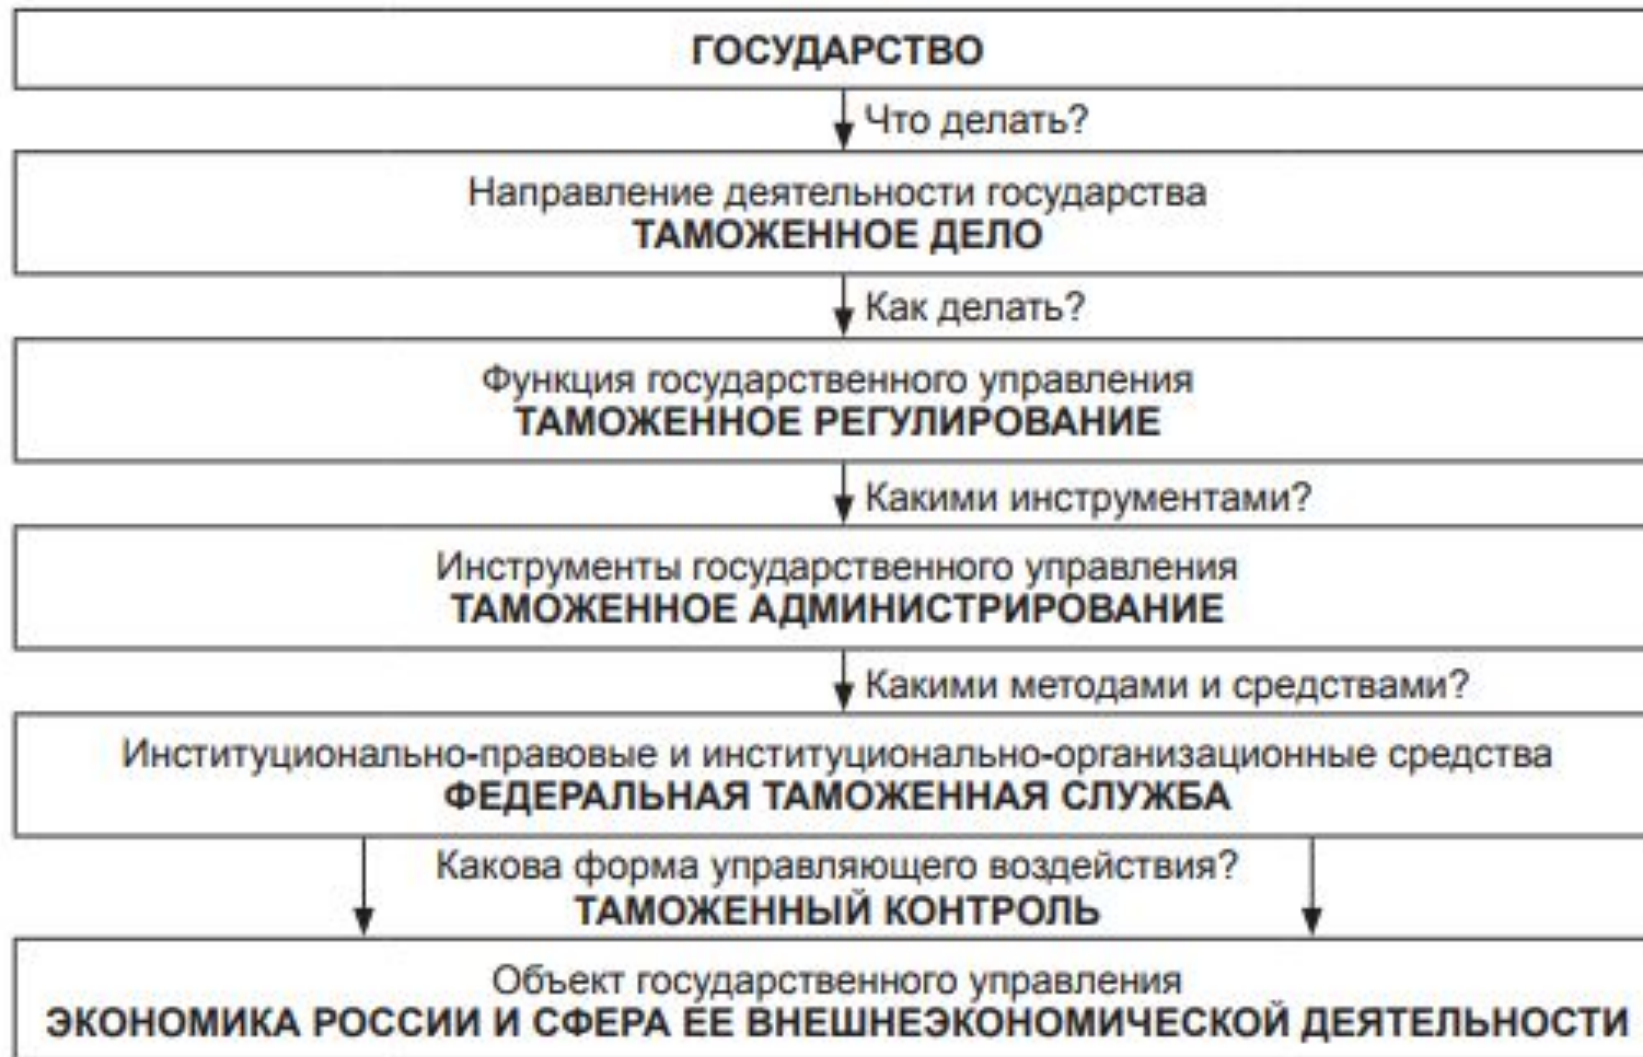 ГОСУДАРСТВО
Что делать?
Направление деятельности государства
ТАМОЖЕННОЕ ДЕЛО
Как делать?
Функция государственного управления
ТАМОЖЕННОЕ РЕГУЛИРОВАНИЕ
Какими инструментами?
Инструменты государственного управления
ТАМОЖЕННОЕ АДМИНИСТРИРОВАНИЕ
Какими методами и средствами?
Институционально-правовые и институционально-организационные средства
ФЕДЕРАЛЬНАЯ ТАМОЖЕННАЯ СЛУЖБА
Какова форма управляющего воздействия?
ТАМОЖЕННЫЙ КОНТРОЛЬ
Объект государственного управления
ЭКОНОМИКА РОССИИ И СФЕРА ЕЕ ВНЕШНЕЭКОНОМИЧЕСКОЙ ДЕЯТЕЛЬНОСТИ